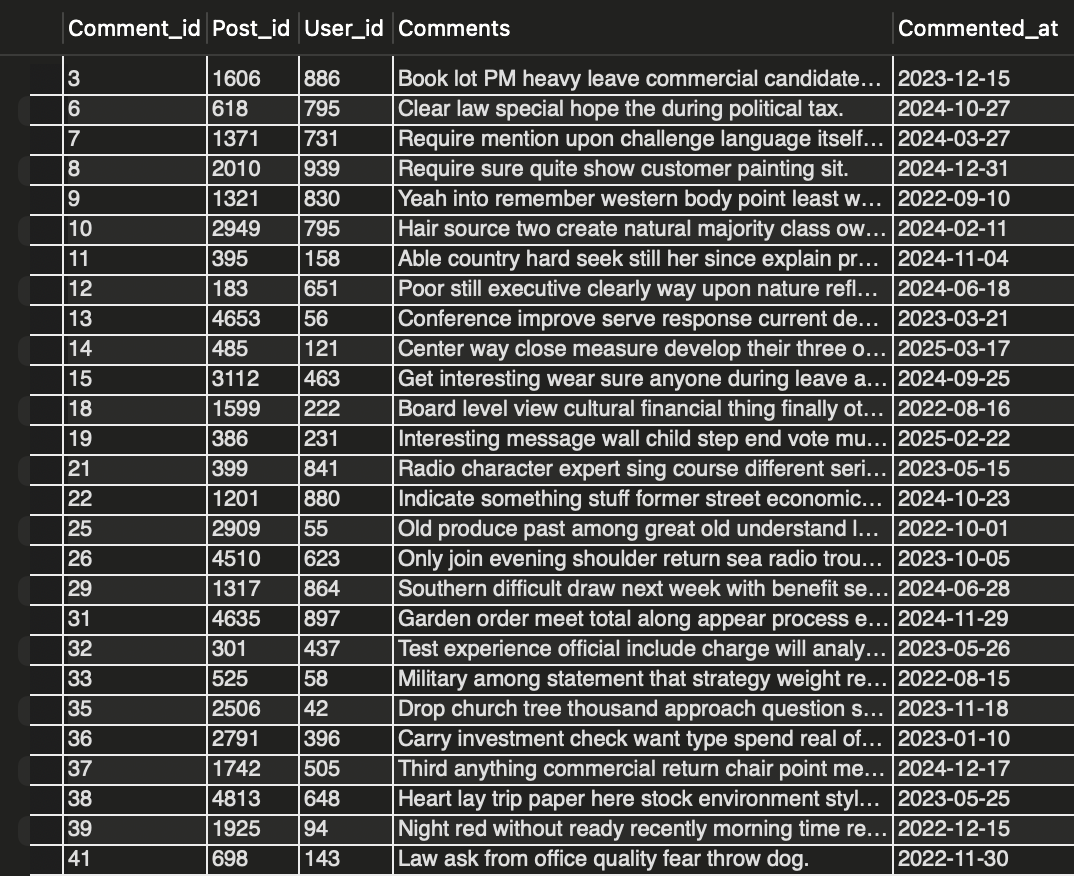 Comment_id Post_id User_id Comments Commented_at
3 1606 886 Book lot PM heavy leave commercial candidate... 2023-12-15
6 618 795 Clear law special hope the during political tax. 2024-10-27
7 1371 731 Require mention upon challenge language itself... 2024-03-27
8 2010 939 Require sure quite show customer painting sit. 2024-12-31
9 1321 830 Yeah into remember western body point least w... 2022-09-10
10 2949 795 Hair source two create natural majority class ow... 2024-02-11
11 395 158 Able country hard seek still her since explain pr... 2024-11-04
12 183 651 Poor still executive clearly way upon nature refl... 2024-06-18
13 4653 56 Conference improve serve response current de... 2023-03-21
14 485 121 Center way close measure develop their three o... 2025-03-17
15 3112 463 Get interesting wear sure anyone during leave a... 2024-09-25
18 1599 222 Board level view cultural financial thing finally ot... 2022-08-16
19 386 231 Interesting message wall child step end vote mu... 2025-02-22
21 399 841 Radio character expert sing course different seri... 2023-05-15
22 1201 880 Indicate something stuff former street economic... 2024-10-23
25 2909 55 Old produce past among great old understand l... 2022-10-01
26 4510 623 Only join evening shoulder return sea radio trou... 2023-10-05
29 1317 864 Southern difficult draw next week with benefit se... 2024-06-28
31 4635 897 Garden order meet total along appear process e... 2024-11-29
32 301 437 Test experience official include charge will analy... 2023-05-26
33 525 58 Military among statement that strategy weight re... 2022-08-15
35 2506 42 Drop church tree thousand approach question s... 2023-11-18
36 2791 396 Carry investment check want type spend real of... 2023-01-10
37 1742 505 Third anything commercial return chair point me... 2024-12-17
38 4813 648 Heart lay trip paper here stock environment styl... 2023-05-25
39 1925 94 Night red without ready recently morning time re... 2022-12-15
41 698 143 Law ask from office quality fear throw dog. 2022-11-30